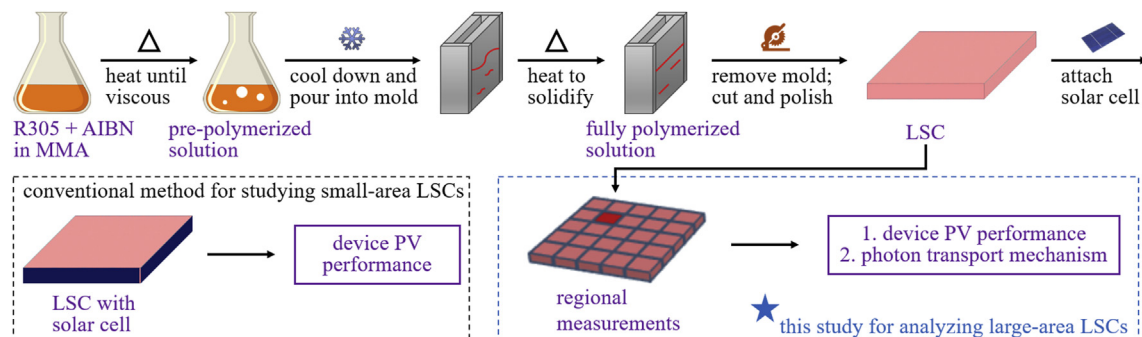 heat until
viscous
cool down and
pour into mold
heat to
solidify
remove mold;
cut and polish
attach
solar cell
R305 + AIBN
in MMA
pre-polymerized
solution
fully polymerized
solution
LSC
conventional method for studying small-area LSCs
device PV
performance
LSC with
solar cell
regional
measurements
1. device PV performance
2. photon transport mechanism
this study for analyzing large-area LSCs